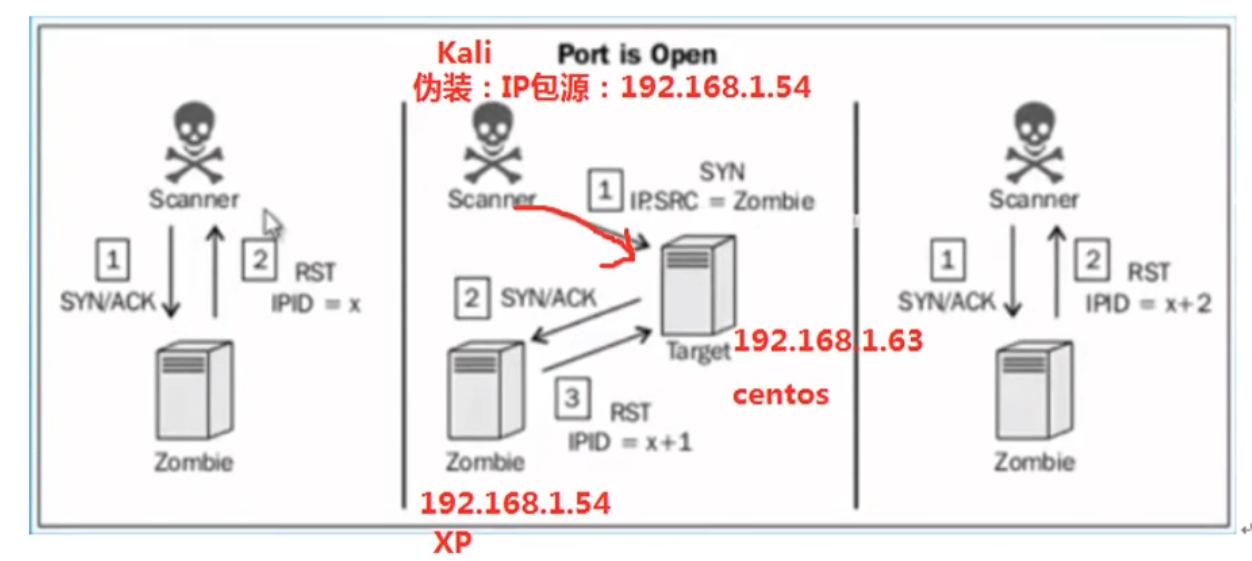 Kali
Port is Open
伪装：IP包源：192.168.1.54
Scanner
1
SYN/ACK
2
RST
IPID = x
Zombie
Scanner
1
SYN
IP.SRC = Zombie
2
SYN/ACK
Target
192.168.1.63
centos
3
RST
IPID = x+1
Zombie
192.168.1.54
XP
Scanner
1
SYN/ACK
2
RST
IPID = x+2
Zombie